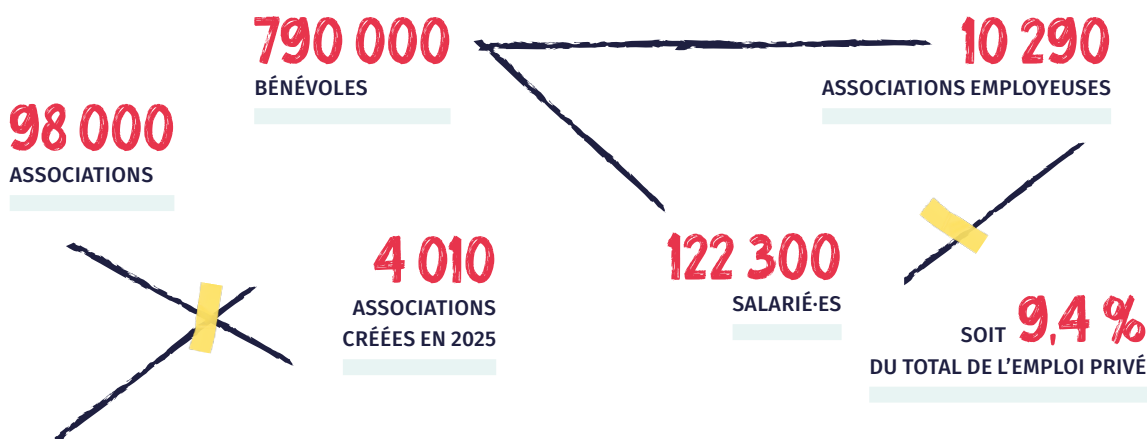 790 000
BÉNÉVOLES
10 290
ASSOCIATIONS EMPLOYEUSES
98 000
ASSOCIATIONS
4 010
ASSOCIATIONS
CRÉÉES EN 2025
122 300
SALARIÉ·ES
SOIT 9,4 %
DU TOTAL DE L’EMPLOI PRIVÉ